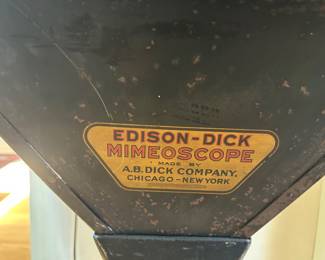 EDISON-DICK
MIMEOSCOPE
MADE BY
A.B. DICK COMPANY,
CHICAGO-NEW YORK